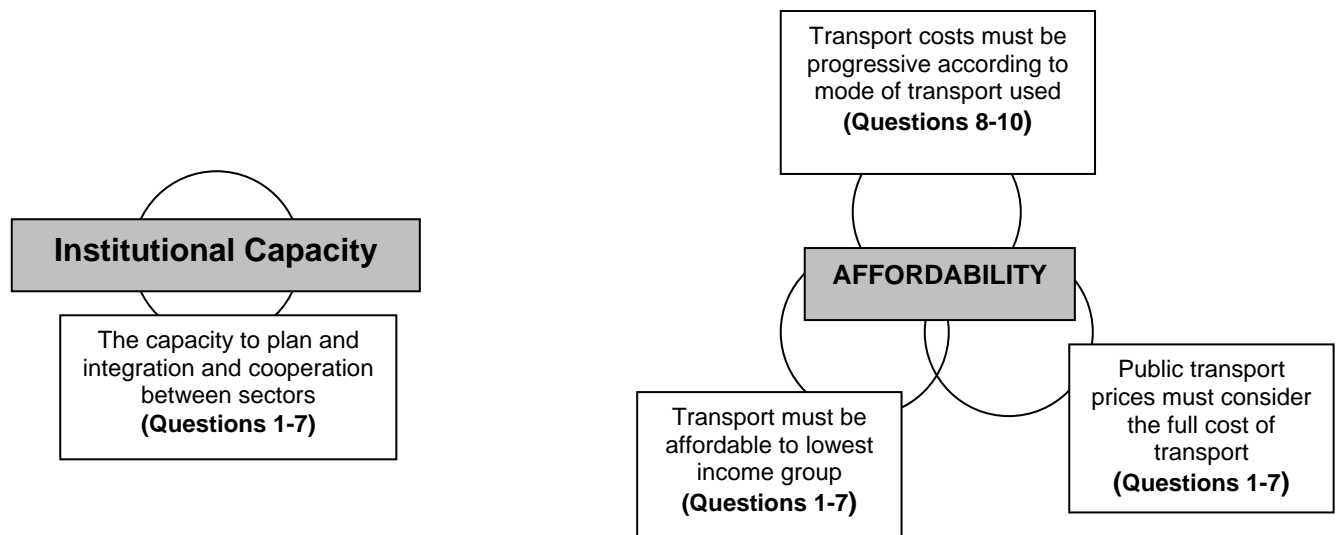 Institutional Capacity
The capacity to plan and
integration and cooperation
between sectors
(Questions 1-7)
Transport costs must be
progressive according to
mode of transport used
(Questions 8-10)
AFFORDABILITY
Transport must be
affordable to lowest
income group
(Questions 1-7)
Public transport
prices must consider
the full cost of
transport
(Questions 1-7)